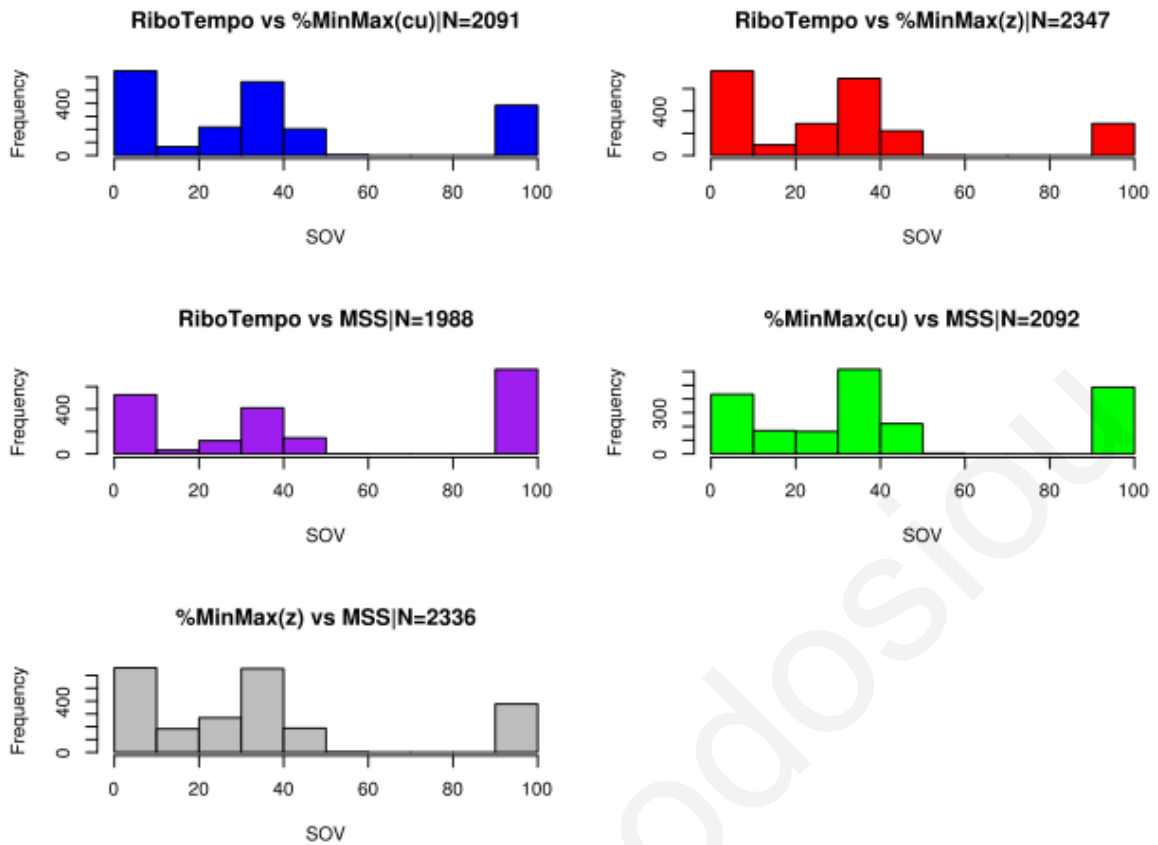 RiboTempo vs %MinMax(cu)|N=2091
Frequency
400
0
0 20 40 60 80 100
SOV
RiboTempo vs %MinMax(z)|N=2347
Frequency
400
0
0 20 40 60 80 100
SOV
RiboTempo vs MSS|N=1988
Frequency
400
0
0 20 40 60 80 100
SOV
%MinMax(cu) vs MSS|N=2092
Frequency
300
0
0 20 40 60 80 100
SOV
%MinMax(z) vs MSS|N=2336
Frequency
400
0
0 20 40 60 80 100
SOV
odosiou